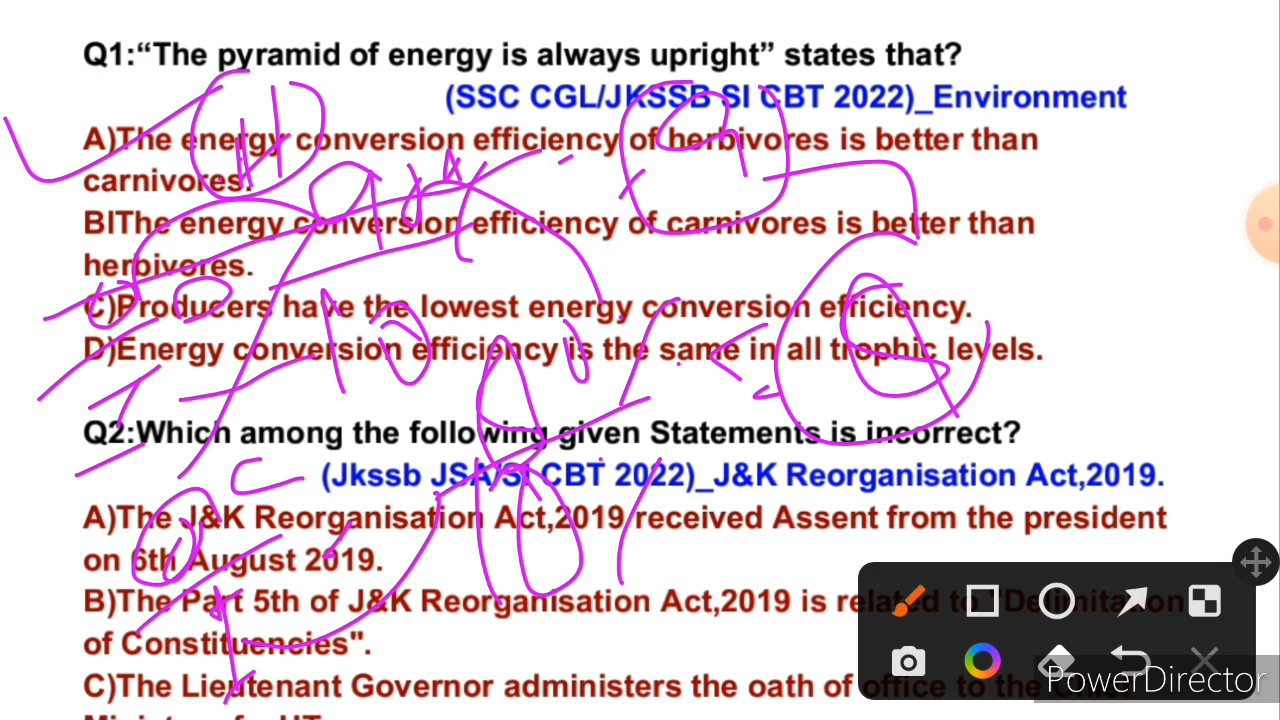 Q1:“The pyramid of energy is always upright” states that?
(SSC CGL/JKSSB SI CBT 2022)_Environment
A)The energy conversion efficiency of herbivores is better than
carnivores.
BIThe energy conversion efficiency of carnivores is better than
herbivores.
C)Producers have the lowest energy conversion efficiency.
D)Energy conversion efficiency is the same in all trophic levels.
Q2:Which among the following given Statements is incorrect?
(Jkssb JSA/SI CBT 2022)_J&K Reorganisation Act,2019.
A)The J&K Reorganisation Act,2019 received Assent from the president
on 6th August 2019.
B)The Part 5th of J&K Reorganisation Act,2019 is related to "Delimitation
of Constituencies".
C)The Lieutenant Governor administers the oath of office to the
PowerDirector